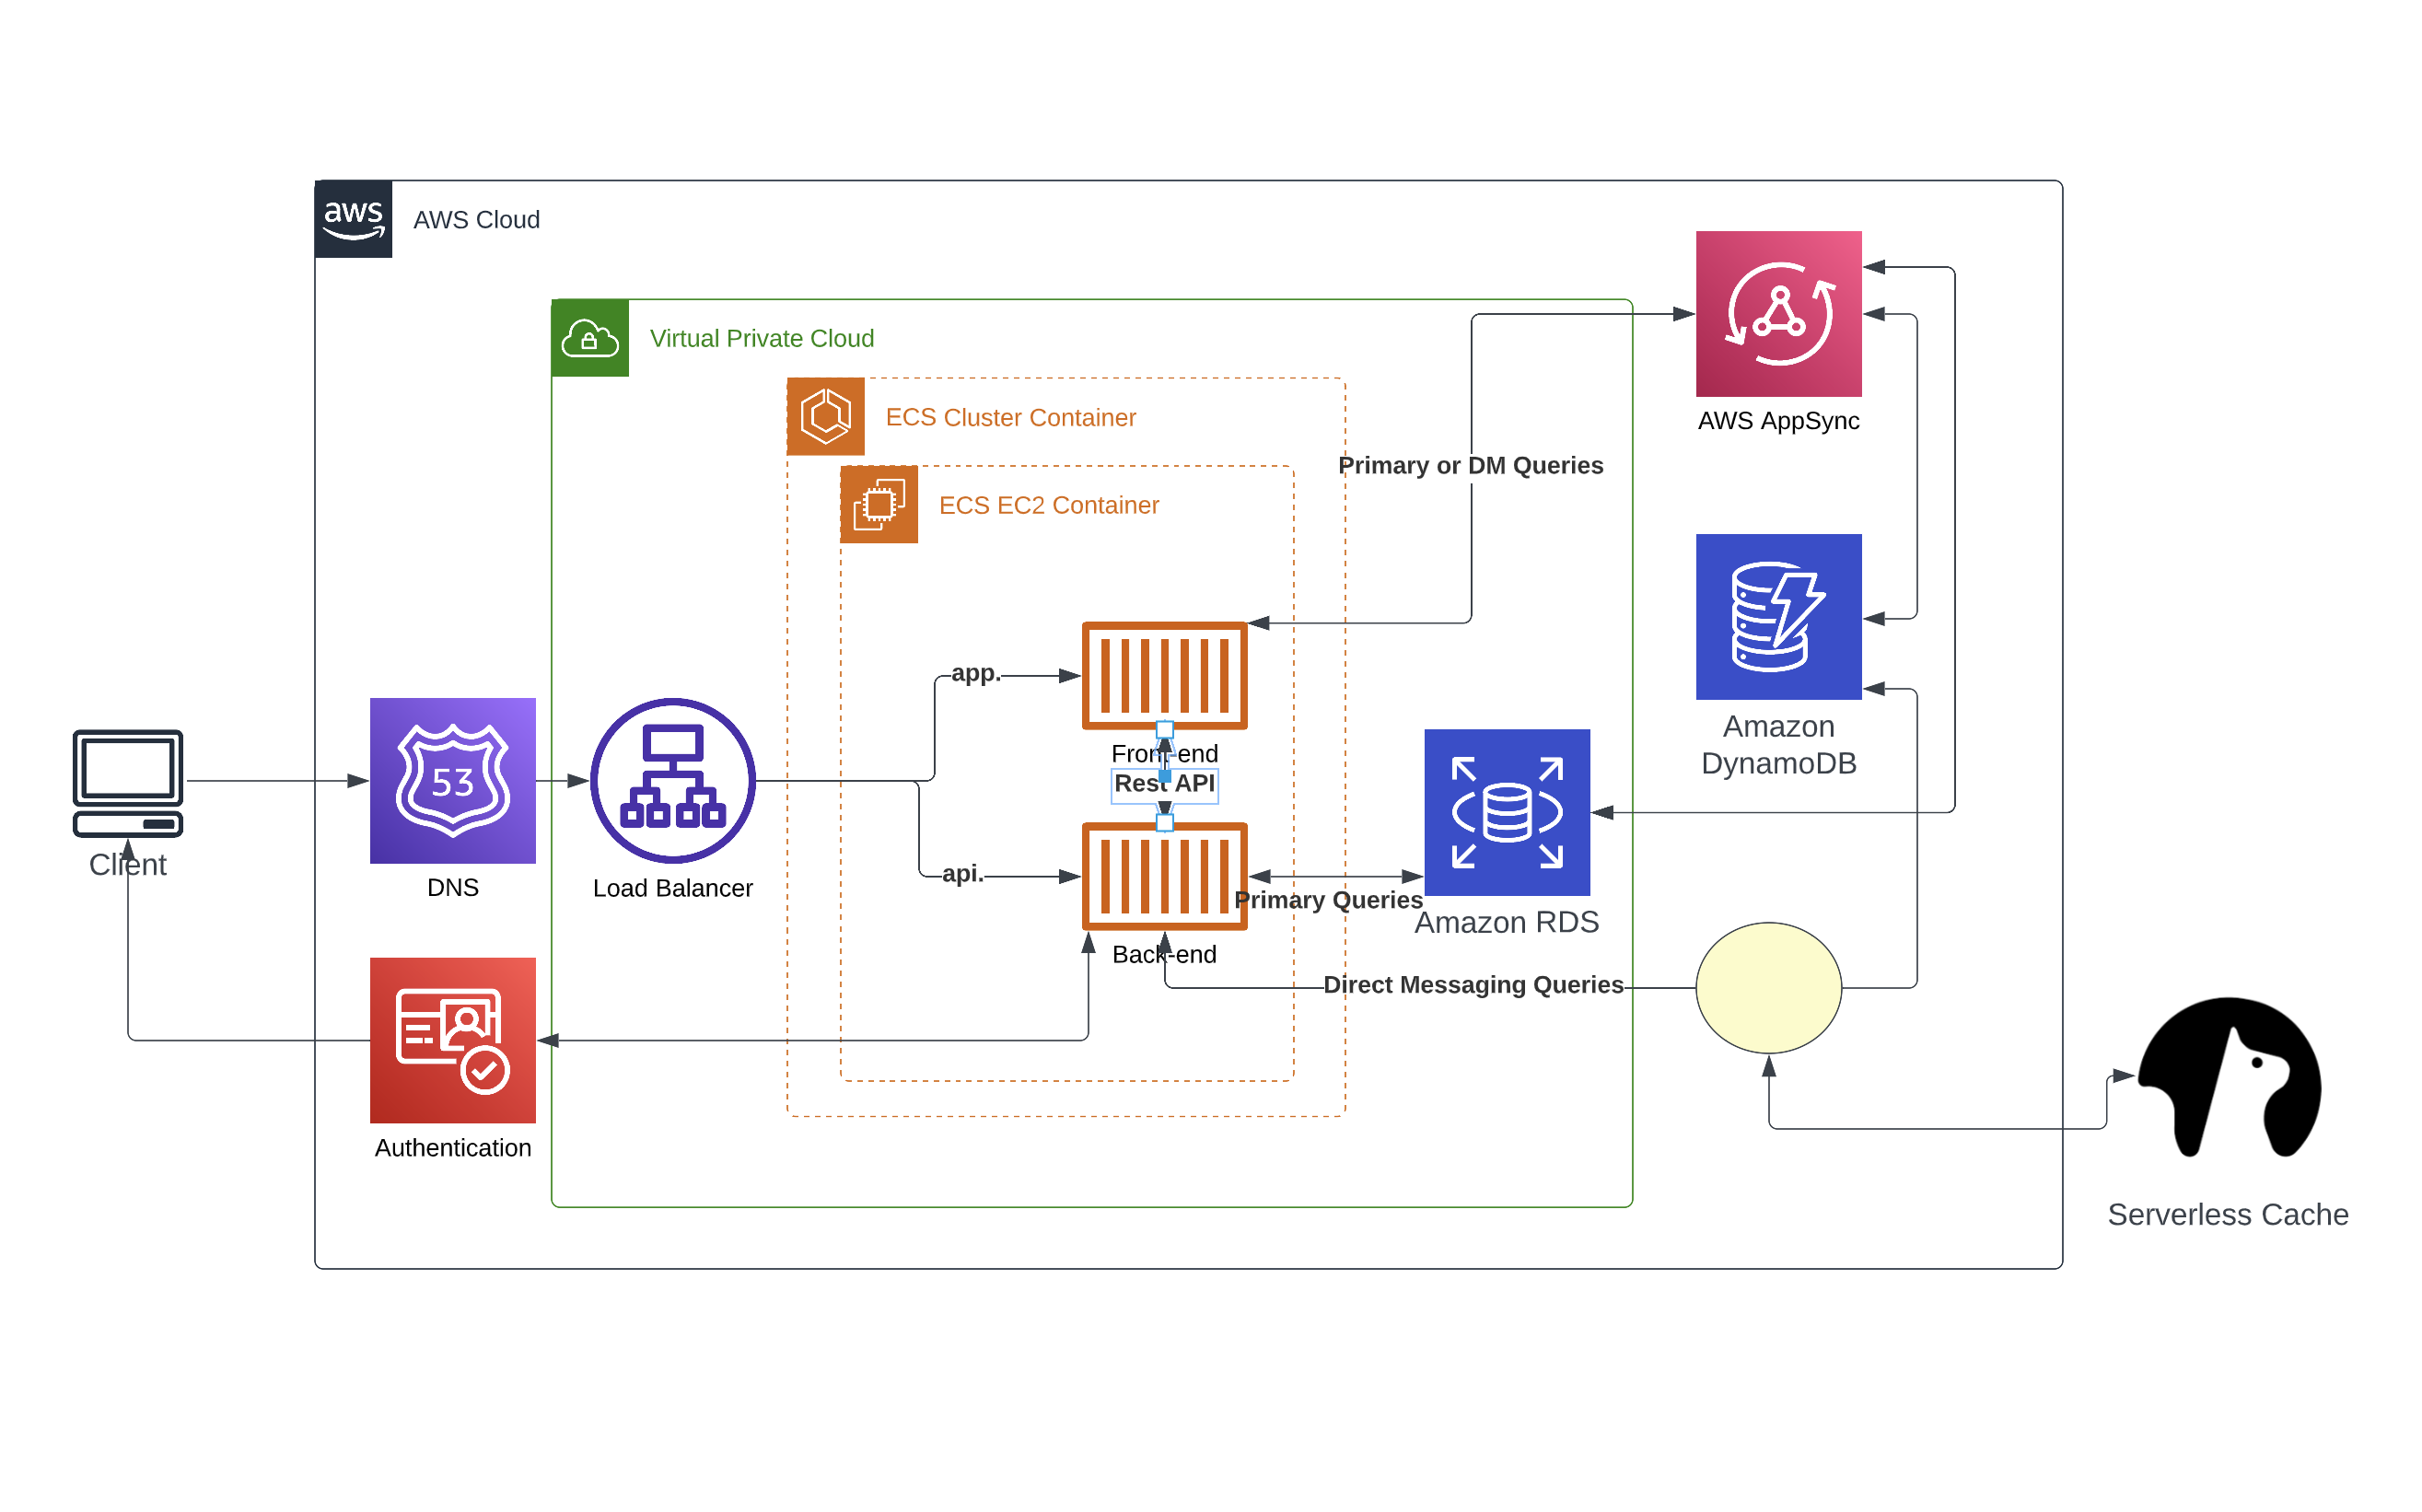 aws
AWS Cloud
Virtual Private Cloud
ECS Cluster Container
ECS EC2 Container
AWS AppSync
Primary or DM Queries
app.
Front-end
Rest API
Amazon
DynamoDB
53
Client
DNS
Load Balancer
api.
Primary Queries
Amazon RDS
Back-end
Direct Messaging Queries
Authentication
Serverless Cache